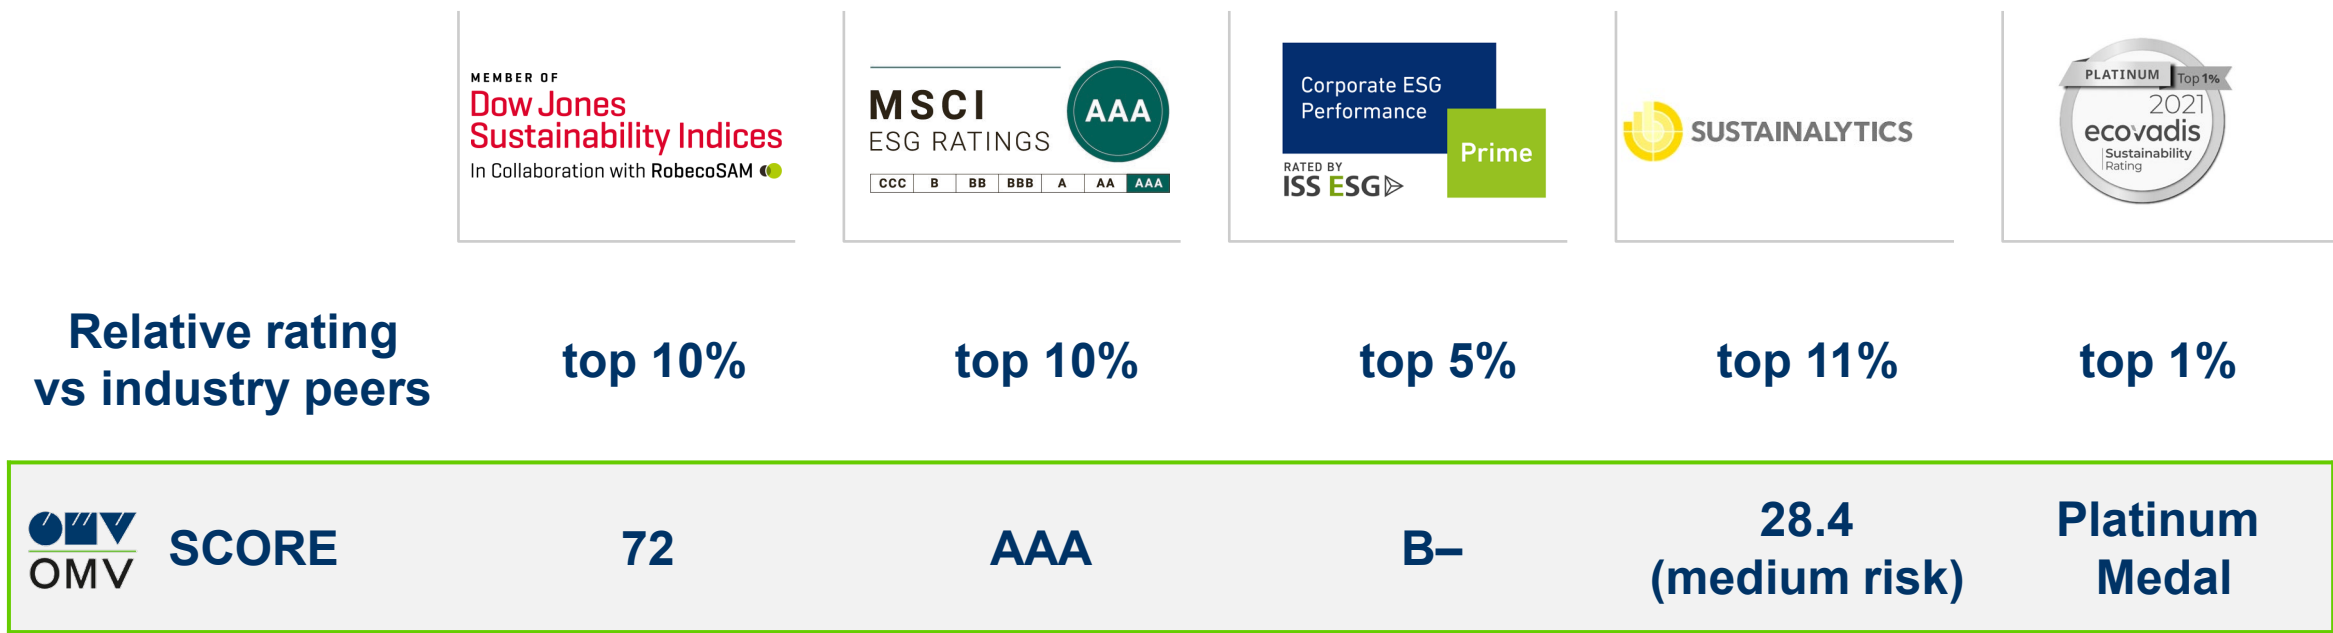 MEMBER OF
Dow Jones
Sustainability Indices
In Collaboration with RobecoSAM
MSCI
ESG RATINGS
AAA
CCC B BB BBB A AA AAA
Corporate ESG
Performance
Prime
RATED BY
ISS ESG
SUSTAINALYTICS
PLATINUM Top 1%
2021
ecovadis
Sustainability
Rating
Relative rating
vs industry peers
top 10%
top 10%
top 5%
top 11%
top 1%
OMV
OMV
SCORE
72
AAA
B–
28.4
(medium risk)
Platinum
Medal